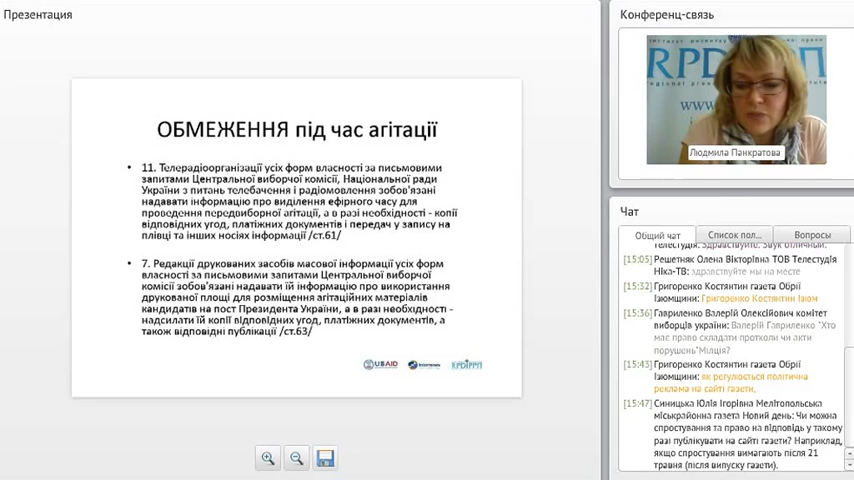 Презентация
ОБМЕЖЕННЯ під час агітації
• 11. Телерадіоорганізації усіх форм власності за письмовими
запитами Центральної виборчої комісії, Національної ради
України з питань телебачення і радіомовлення зобов'язані
надавати інформацію про виділення ефірного часу для
проведення передвиборної агітації, а в разі необхідності - копії
відповідних угод, платіжних документів і передач у запису на
плівці та інших носіях інформації /ст.61/
• 7. Редакції друкованих засобів масової інформації усіх форм
власності за письмовими запитами Центральної виборчої
комісії зобов'язані надавати їй інформацію про використання
друкованої площі для розміщення агітаційних матеріалів
кандидатів на пост Президента України, а в разі необхідності -
надсилати їй копії відповідних угод, платіжних документів, а
також відповідні публікації /ст.63/
USAID
Internews
Конференц-связь
www
Людмила Панкратова
Чат
Общий чат
Список пол...
Вопросы
Телестудія: Здравствуйте. Звук отличный.
[15:05] Решетняк Олена Вікторівна ТОВ Телестудія
Ніка-ТВ: здравствуйте мы на месте
[15:32] Григоренко Костянтин газета Обрії
Ізюмщини: Григоренко Костянтин Ізюм
[15:36] Гавриленко Валерій Олексійович комітет
виборців україни: Валерій Гавриленко "Хто
має право складати протколи чи акти
порушень"Міліція?
[15:43] Григоренко Костянтин газета Обрії
Ізюмщини: як регулюється політична
реклама на сайті газети,
[15:47] Синицька Юлія Ігорівна Мелітопольська
міськрайонна газета Новий день: Чи можна
спростування та право на відповідь у такому
разі публікувати на сайті газети? Наприклад,
якщо спростування вимагають після 21
травня (після випуску газети).